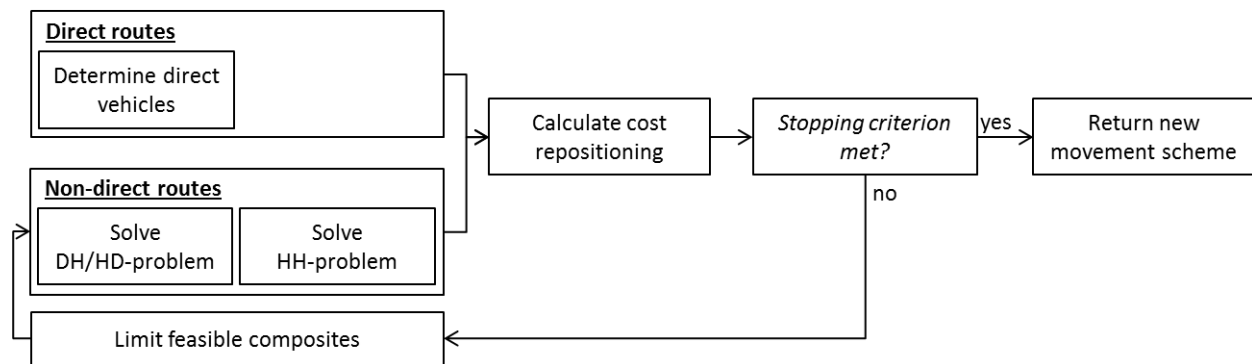 Direct routes
Determine direct
vehicles
Non-direct routes
Solve
DH/HD-problem
Solve
HH-problem
Limit feasible composites
Calculate cost
repositioning
Stopping criterion
met?
yes
no
Return new
movement scheme